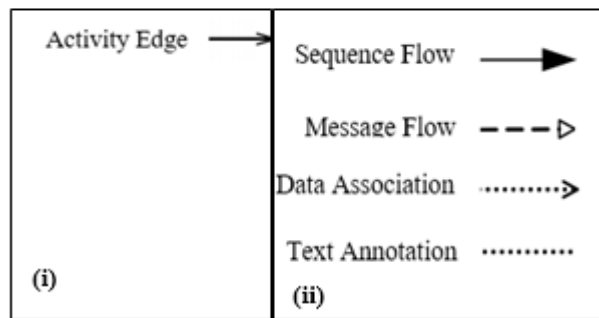 Activity Edge
(i)
Sequence Flow
Message Flow
Data Association
Text Annotation
(ii)